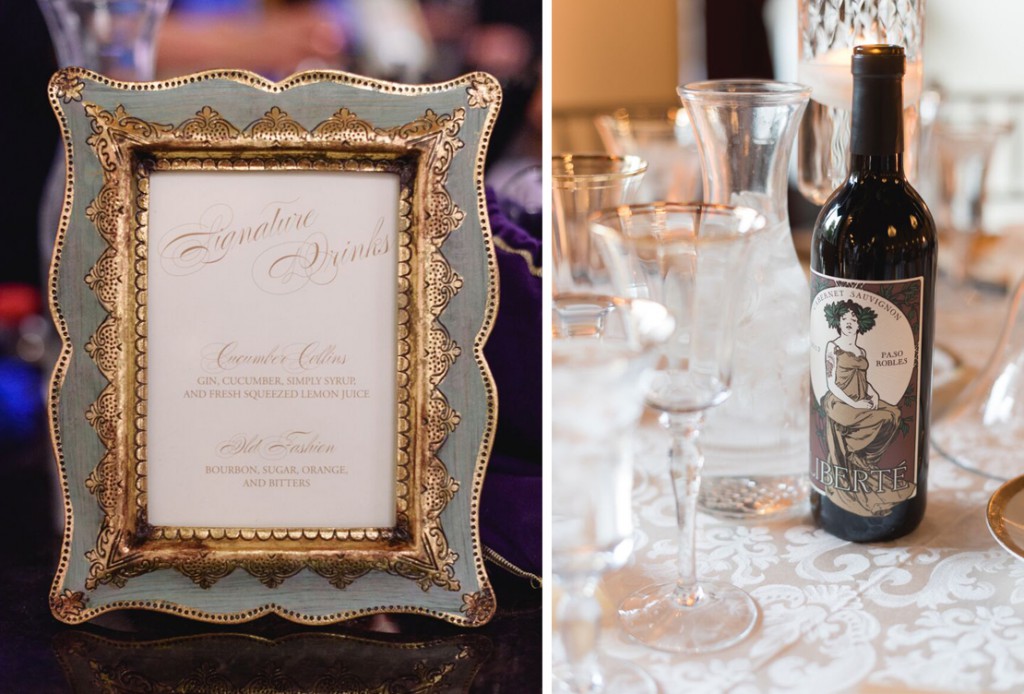 Signature
Drinks
Cucumber Collins
GIN, CUCUMBER, SIMPLY SYRUP,
AND FRESH SQUEEZED LEMON JUICE
Old Fashion
BOURBON, SUGAR, ORANGE,
AND BITTERS
CABERNET SAUVIGNON
PASO
ROBLES
LIBERTÉ